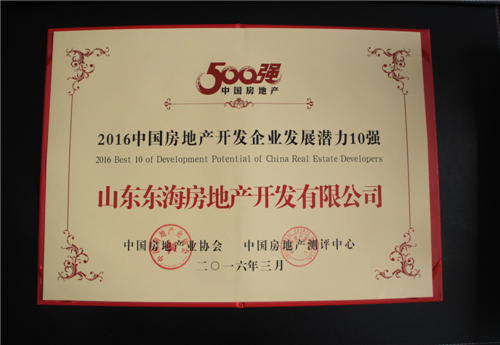 500强
中国房地产
2016中国房地产开发企业发展潜力10强
2016 Best 10 of Development Potential of China Real Estate Developers
山东东海房地产开发有限公司
中国房地产业协会 中国房地产测评中心
二〇一六年三月